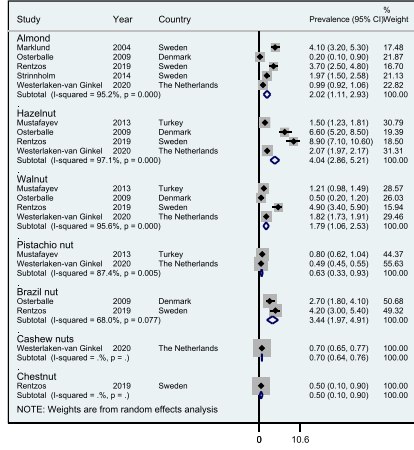 %
Study Year Country Prevalence (95% CI) Weight
Almond
Marklund 2004 Sweden 4.10 (3.20, 5.30) 17.48
Osterballe 2009 Denmark 0.20 (0.10, 0.90) 21.87
Rentzos 2019 Sweden 3.70 (2.50, 4.80) 16.70
Strinnholm 2014 Sweden 1.97 (1.50, 2.58) 21.13
Westerlaken-van Ginkel 2020 The Netherlands 0.99 (0.92, 1.06) 22.82
Subtotal (I-squared = 95.2%, p = 0.000) 2.02 (1.11, 2.93) 100.00
.
Hazelnut
Mustafayev 2013 Turkey 1.50 (1.23, 1.81) 30.79
Osterballe 2009 Denmark 6.60 (5.20, 8.50) 19.39
Rentzos 2019 Sweden 8.90 (7.10, 10.60) 18.50
Westerlaken-van Ginkel 2020 The Netherlands 2.07 (1.97, 2.17) 31.31
Subtotal (I-squared = 97.1%, p = 0.000) 4.04 (2.86, 5.21) 100.00
.
Walnut
Mustafayev 2013 Turkey 1.21 (0.98, 1.49) 28.57
Osterballe 2009 Denmark 0.50 (0.20, 1.20) 26.03
Rentzos 2019 Sweden 4.90 (3.40, 5.90) 15.94
Westerlaken-van Ginkel 2020 The Netherlands 1.82 (1.73, 1.91) 29.46
Subtotal (I-squared = 95.6%, p = 0.000) 1.79 (1.06, 2.53) 100.00
.
Pistachio nut
Mustafayev 2013 Turkey 0.80 (0.62, 1.04) 44.37
Westerlaken-van Ginkel 2020 The Netherlands 0.49 (0.45, 0.55) 55.63
Subtotal (I-squared = 87.4%, p = 0.005) 0.63 (0.33, 0.93) 100.00
.
Brazil nut
Osterballe 2009 Denmark 2.70 (1.80, 4.10) 50.68
Rentzos 2019 Sweden 4.20 (3.00, 5.40) 49.32
Subtotal (I-squared = 68.0%, p = 0.077) 3.44 (1.97, 4.91) 100.00
.
Cashew nuts
Westerlaken-van Ginkel 2020 The Netherlands 0.70 (0.65, 0.77) 100.00
Subtotal (I-squared = .%, p = .) 0.70 (0.64, 0.76) 100.00
.
Chestnut
Rentzos 2019 Sweden 0.50 (0.10, 0.90) 100.00
Subtotal (I-squared = .%, p = .) 0.50 (0.10, 0.90) 100.00
.
NOTE: Weights are from random effects analysis
0 10.6